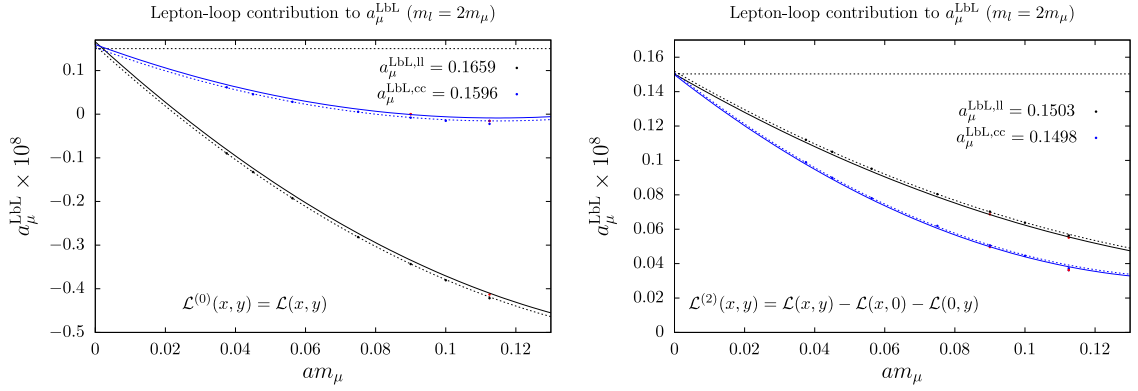 Lepton-loop contribution to a_μ^LbL (m_l = 2m_μ)
a_μ^LbL × 10^8
0.1
0
−0.1
−0.2
−0.3
−0.4
−0.5
a_μ^LbL,ll = 0.1659
a_μ^LbL,cc = 0.1596
ℒ^(0)(x, y) = ℒ(x, y)
0 0.02 0.04 0.06 0.08 0.1 0.12
am_μ
Lepton-loop contribution to a_μ^LbL (m_l = 2m_μ)
a_μ^LbL × 10^8
0.16
0.14
0.12
0.1
0.08
0.06
0.04
0.02
0
a_μ^LbL,ll = 0.1503
a_μ^LbL,cc = 0.1498
ℒ^(2)(x, y) = ℒ(x, y) − ℒ(x, 0) − ℒ(0, y)
0 0.02 0.04 0.06 0.08 0.1 0.12
am_μ